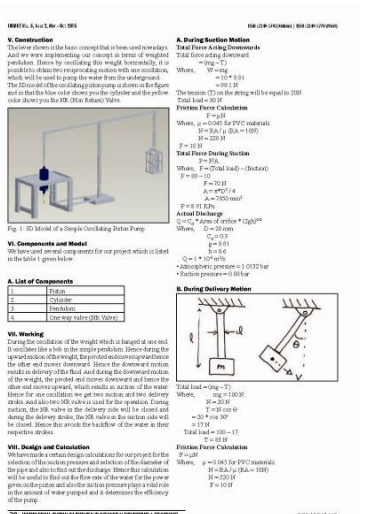 IJRMET Vol. 5, Issue 2, May - Oct 2015
ISSN : 2249-5762 (Online) | ISSN : 2249-5770 (Print)
V. Construction
The lever shown is the basic concept that is been used nowadays.
And we were implementing our concept in terms of weighted
pendulum. Hence by oscillating this weight horizontally, it is
possible to obtain two reciprocating motion with one oscillation,
which will be used to pump the water from the underground.
The 3D model of the oscillating piston pump is shown in the figure
and in that the blue color shows you the cylinder and the yellow
color shows you the NR (Non Return) Valve.
Fig. 1: 3D Model of a Simple Oscillating Piston Pump
VI. Components and Model
We have used several components for our project which is listed
in the table 1 given below.
A. List of Components
1. Piston
2. Cylinder
3. Pendulum
4. One way valve (NR Valve)
VII. Working
During the oscillation of the weight which is hanged at one end.
It oscillates like a bob in the simple pendulum. Hence during the
upward motion of the weight, the pivoted end moves upward hence
the other end moves downward. Hence the downward motion
results in delivery of the fluid. And during the downward motion
of the weight, the pivoted end moves downward and hence the
other end moves upward, which results in suction of the water.
Hence for one oscillation we get two suction and two delivery
stroke. And also two NR valve is used for the operation. During
suction, the NR valve in the delivery side will be closed and
during the delivery stroke, the NR valve in the suction side will
be closed. Hence this avoids the backflow of the water in their
respective strokes.
VIII. Design and Calculation
We have made a certain design calculations for our project for the
selection of the suction pressure and selection of the diameter of
the pipe and also to find out the discharge. Hence this calculation
will be useful to find out the flow rate of the water for the power
given on the piston and also the suction pressure plays a vital role
in the amount of water pumped and it determines the efficiency
of the pump.
A. During Suction Motion
Total Force Acting Downwards
Total force acting downward
= (mg – T)
Where, W = mg
= 10 * 9.81
= 98.1 N
The tension (T) on the string will be equal to 20N
Total load = 80 N
Friction Force Calculation
F = µN
Where, µ = 0.045 for PVC materials
N = RA / µ (RA = 10N)
N = 220 N
F = 10 N
Total Force During Suction
P = F/A
Where, F = (Total load) – (friction)
F = 80 – 10
F = 70 N
A = π*D² / 4
A = 7850 mm²
P = 8.91 KPa
Actual Discharge
Where, D = 20 mm
g = 9.81
h = 0.6
• Atmospheric pressure = 1.0132 bar
B. During Delivery Motion
ℓ
d
m
θ
Total load = (mg – T)
Where, mg = 100 N
N = 20 N
T = N cos θ
= 17 N
Total load = 100 – 17
T = 83 N
Friction Force Calculation
F = µN
Where, µ = 0.045 for PVC materials
N = RA / µ (RA = 10N)
N = 220 N
F = 10 N